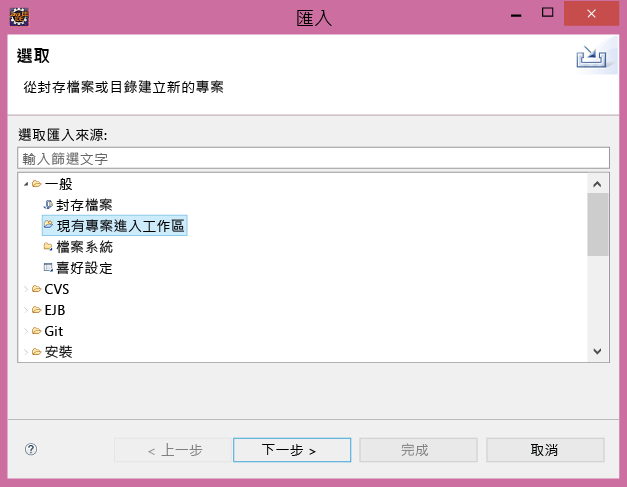 匯入
選取
從封存檔案或目錄建立新的專案
選取匯入來源:
輸入篩選文字
一般
封存檔案
現有專案進入工作區
檔案系統
喜好設定
CVS
EJB
Git
安裝
< 上一步
下一步 >
完成
取消